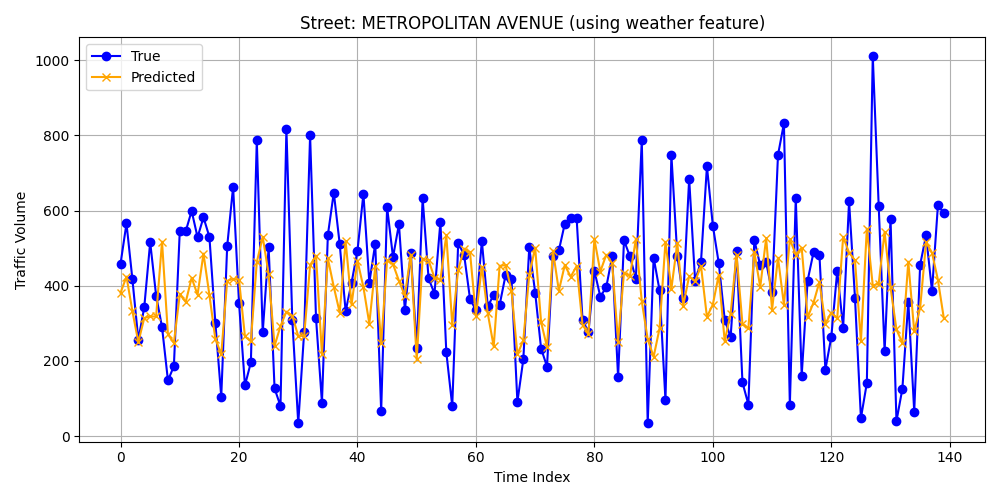 Street: METROPOLITAN AVENUE (using weather feature)
True
Predicted
Traffic Volume
1000
800
600
400
200
0
0 20 40 60 80 100 120 140
Time Index